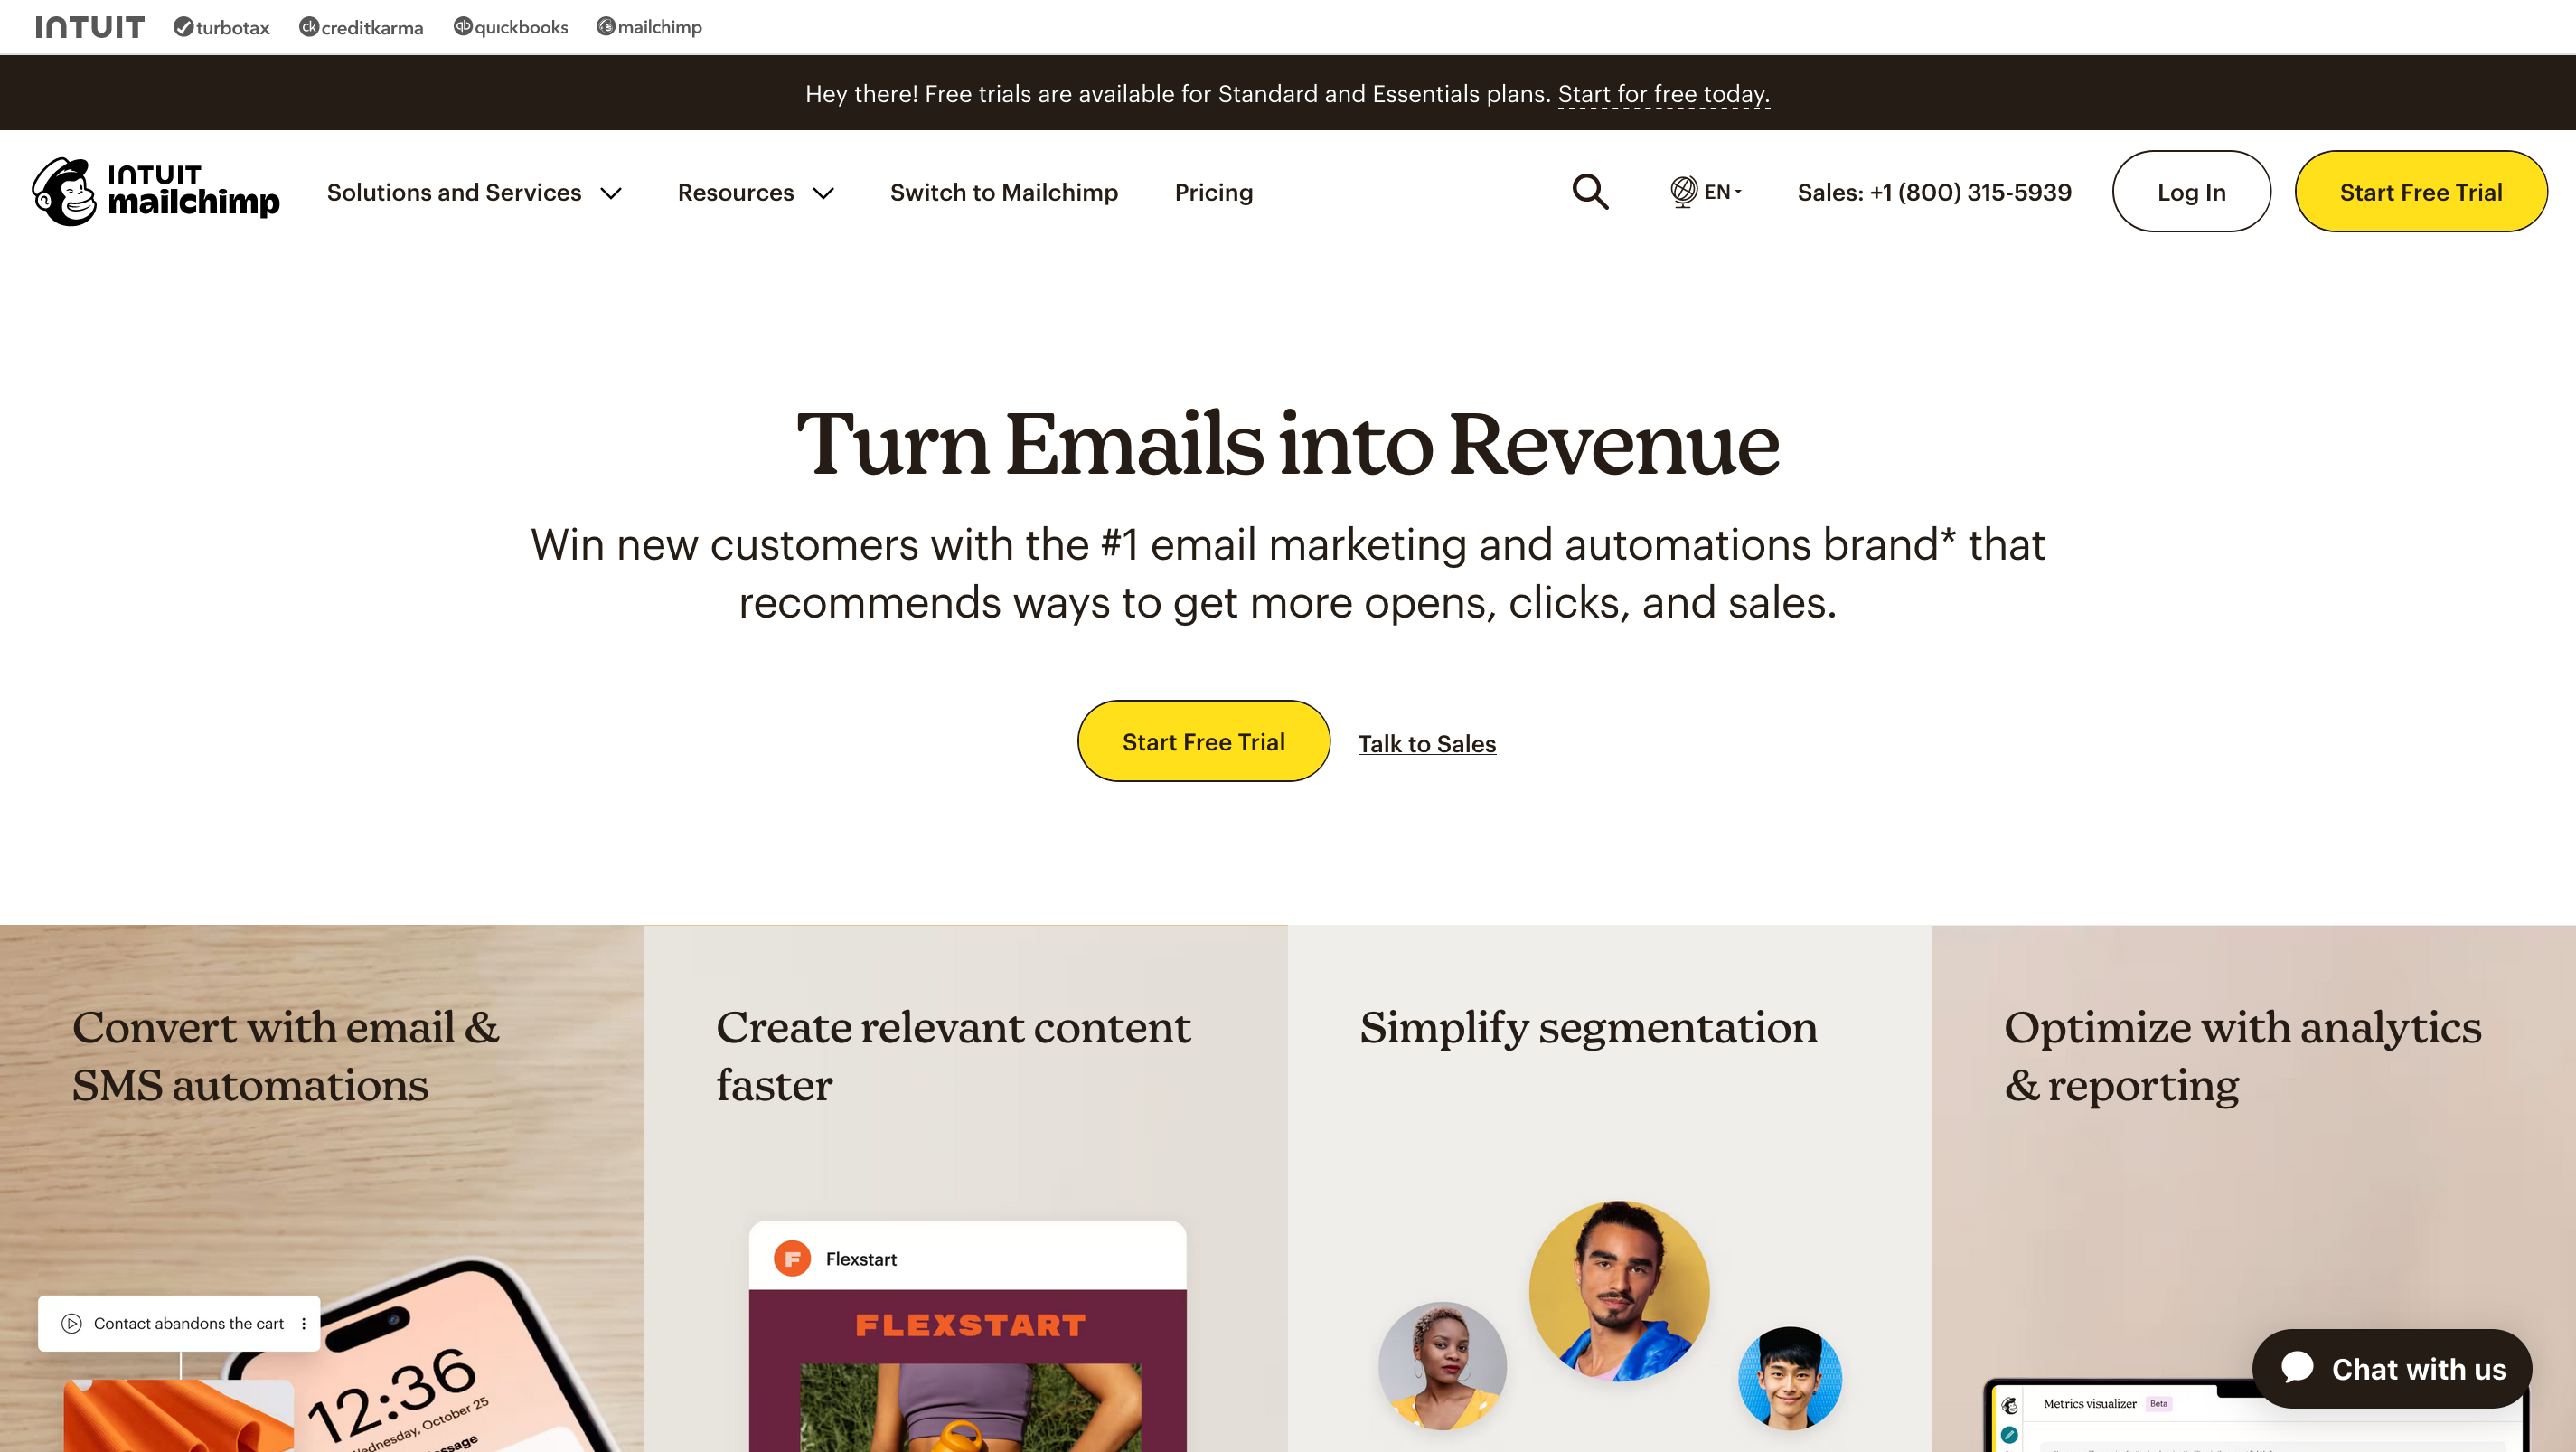 INTUIT turbotax ck creditkarma qb quickbooks mailchimp
Hey there! Free trials are available for Standard and Essentials plans. Start for free today.
INTUIT
mailchimp
Solutions and Services Resources Switch to Mailchimp Pricing EN Sales: +1 (800) 315-5939 Log In Start Free Trial
Turn Emails into Revenue
Win new customers with the #1 email marketing and automations brand* that
recommends ways to get more opens, clicks, and sales.
Start Free Trial Talk to Sales
Convert with email &
SMS automations
Contact abandons the cart
12:36
Wednesday, October 25
Create relevant content
faster
F Flexstart
FLEXSTART
Simplify segmentation
Optimize with analytics
& reporting
Metrics visualizer Beta
Chat with us